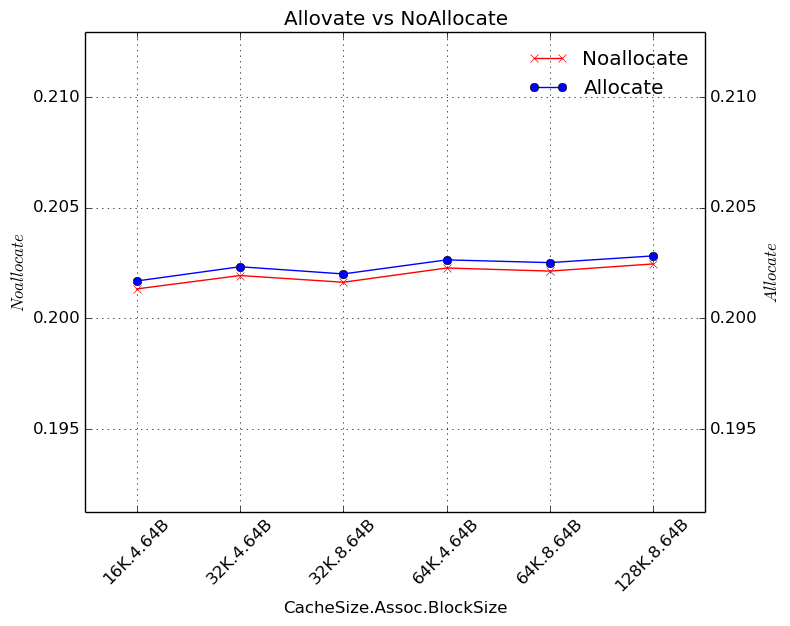 Allovate vs NoAllocate
Noallocate
Allocate
0.210
0.205
0.200
0.195
Noallocate
0.210
0.205
0.200
0.195
Allocate
16K.4.64B
32K.4.64B
32K.8.64B
64K.4.64B
64K.8.64B
128K.8.64B
CacheSize.Assoc.BlockSize